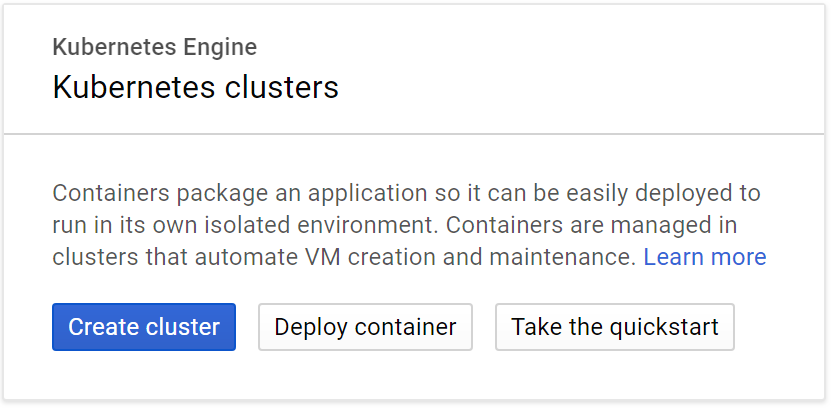 Kubernetes Engine
Kubernetes clusters
Containers package an application so it can be easily deployed to
run in its own isolated environment. Containers are managed in
clusters that automate VM creation and maintenance. Learn more
Create cluster
Deploy container
Take the quickstart